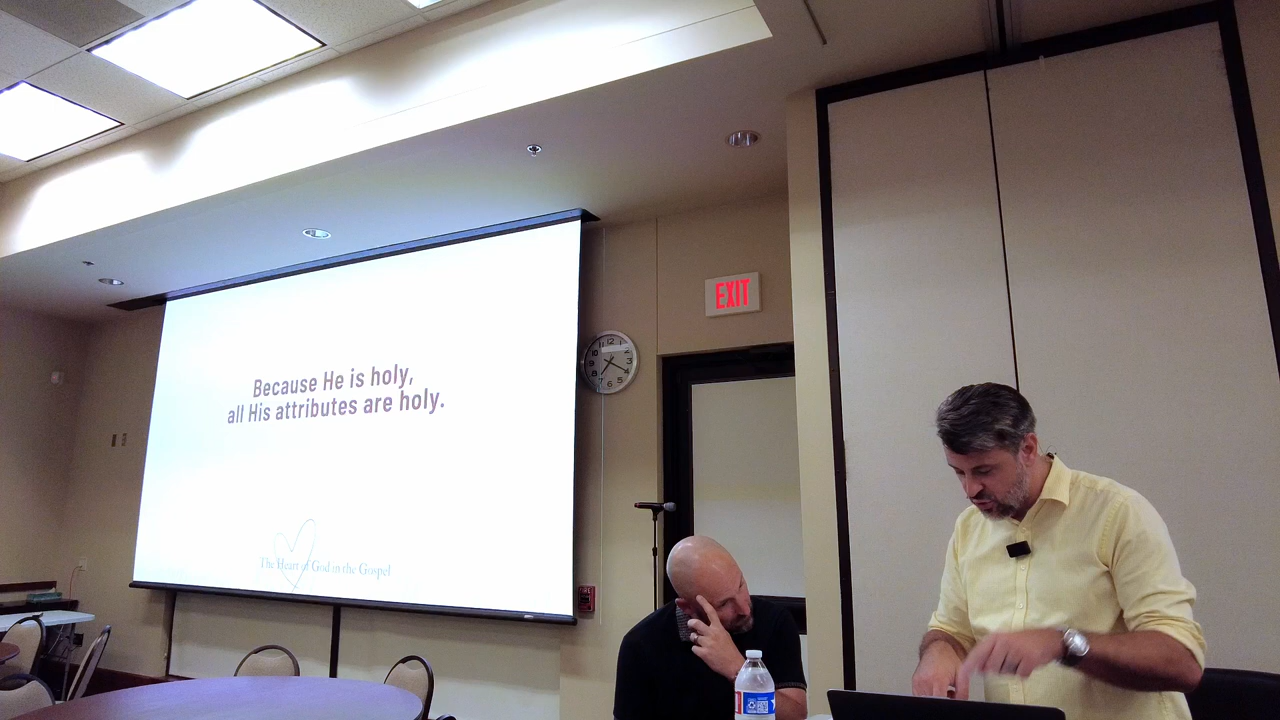 Because He is holy,
all His attributes are holy.
The Heart of God in the Gospel
EXIT